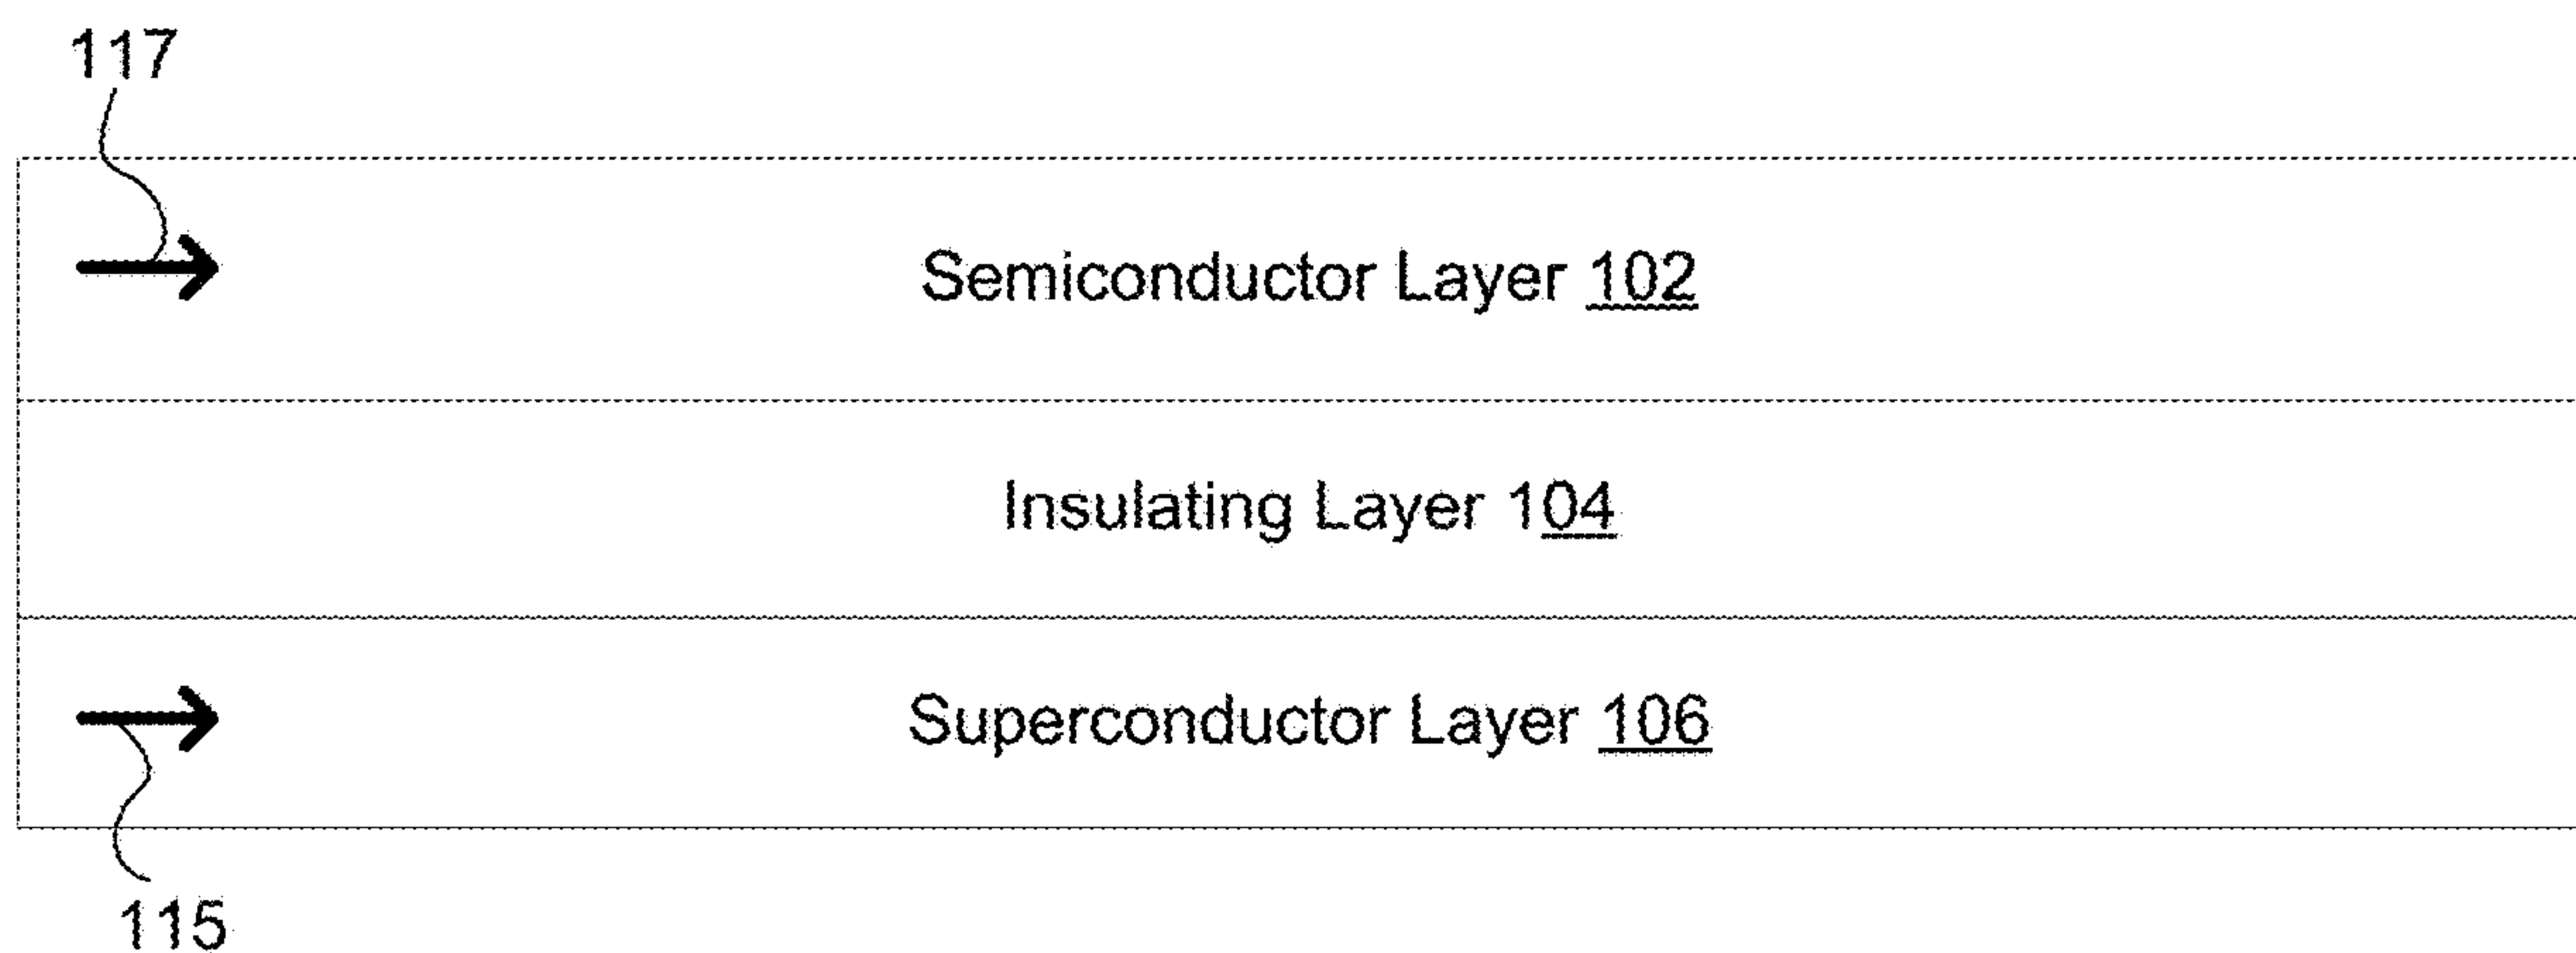 117
Semiconductor Layer 102
Insulating Layer 104
Superconductor Layer 106
115